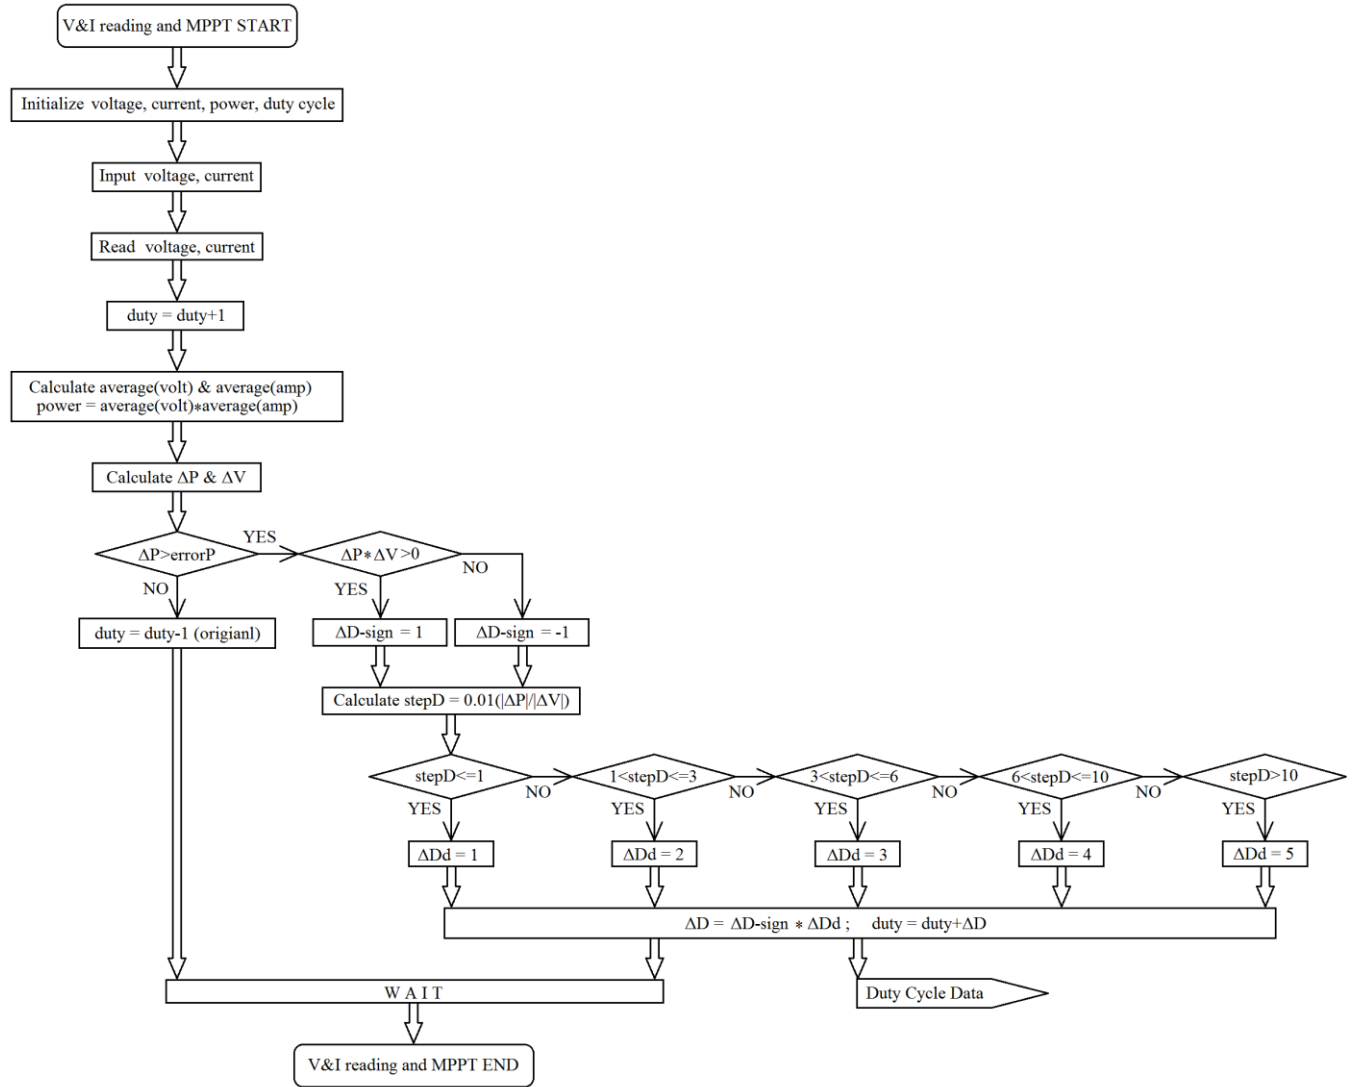 V&I reading and MPPT START
Initialize voltage, current, power, duty cycle
Input voltage, current
Read voltage, current
duty = duty+1
Calculate average(volt) & average(amp)
power = average(volt)*average(amp)
Calculate ΔP & ΔV
ΔP>errorP
YES
NO
ΔP*ΔV>0
YES
NO
duty = duty-1 (origianl)
ΔD-sign = 1
ΔD-sign = -1
Calculate stepD = 0.01(|ΔP|/|ΔV|)
stepD<=1
NO
YES
1<stepD<=3
NO
YES
3<stepD<=6
NO
YES
6<stepD<=10
NO
YES
stepD>10
YES
ΔDd = 1
ΔDd = 2
ΔDd = 3
ΔDd = 4
ΔDd = 5
ΔD = ΔD-sign * ΔDd ; duty = duty+ΔD
W A I T
Duty Cycle Data
V&I reading and MPPT END